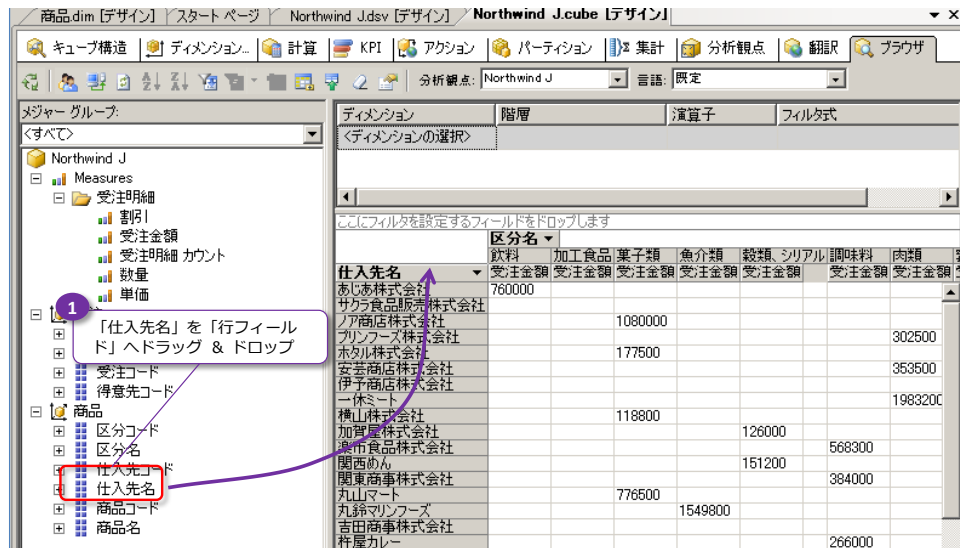 商品.dim [デザイン] スタート ページ Northwind J.dsv [デザイン] Northwind J.cube [デザイン]
キューブ構造 ディメンション... 計算 KPI アクション パーティション 集計 分析観点 翻訳 ブラウザ
分析観点: Northwind J 言語: 既定
メジャー グループ:
<すべて>
Northwind J
Measures
受注明細
割引
受注金額
受注明細 カウント
数量
単価
1
「仕入先名」を「行フィール
ド」へドラッグ & ドロップ
受注コード
得意先コード
商品
区分コード
区分名
仕入先コード
仕入先名
商品コード
商品名
ディメンション 階層 演算子 フィルタ式
<ディメンションの選択>
ここにフィルタを設定するフィールドをドロップします
区分名
飲料 加工食品 菓子類 魚介類 穀類、シリアル 調味料 肉類
仕入先名 受注金額 受注金額 受注金額 受注金額 受注金額 受注金額 受注金額
あじあ株式会社 760000
サクラ食品販売株式会社
ノア商店株式会社 1080000
プリンフーズ株式会社 302500
ホタル株式会社 177500
安芸商店株式会社 353500
伊予商店株式会社
一休ミート 1983200
横山株式会社 118800
加賀屋株式会社 126000
楽市食品株式会社 568300
関西めん 151200
関東商事株式会社 384000
丸山マート 776500
丸鈴マリンフーズ 1549800
吉田商事株式会社
杵屋カレー 266000